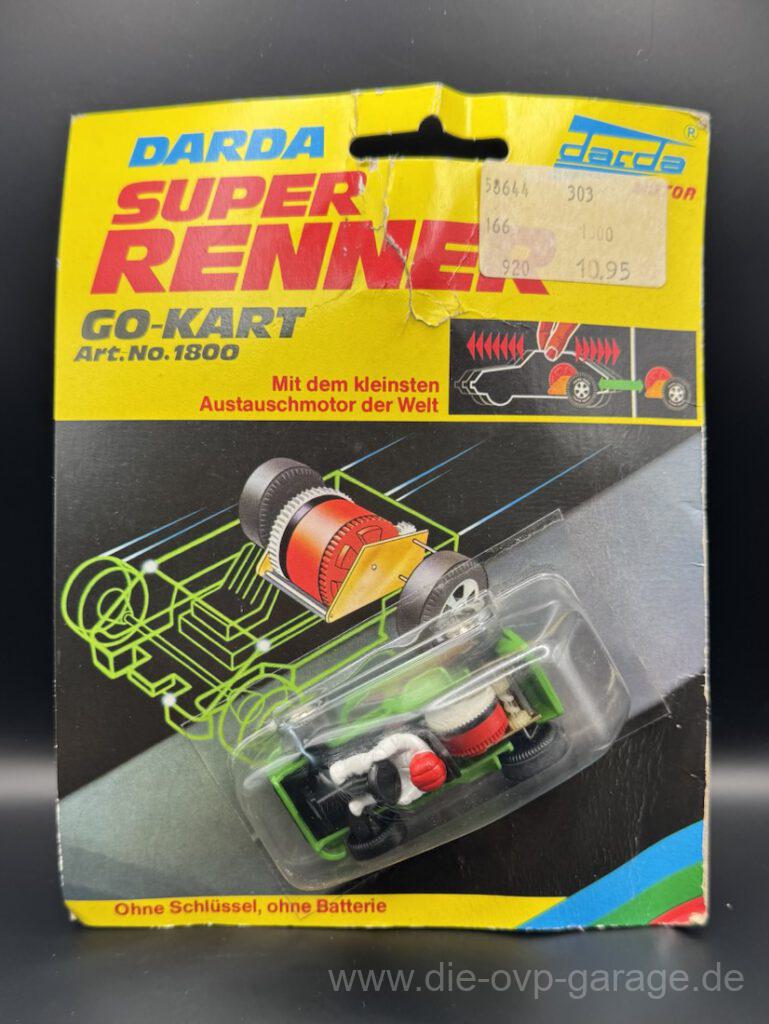 DARDA
darda ®
SUPER
RENNER
58644 303
166 1300
920 10.95
GO-KART
Art.No.1800
Mit dem kleinsten
Austauschmotor der Welt
Ohne Schlüssel, ohne Batterie
www.die-ovp-garage.de